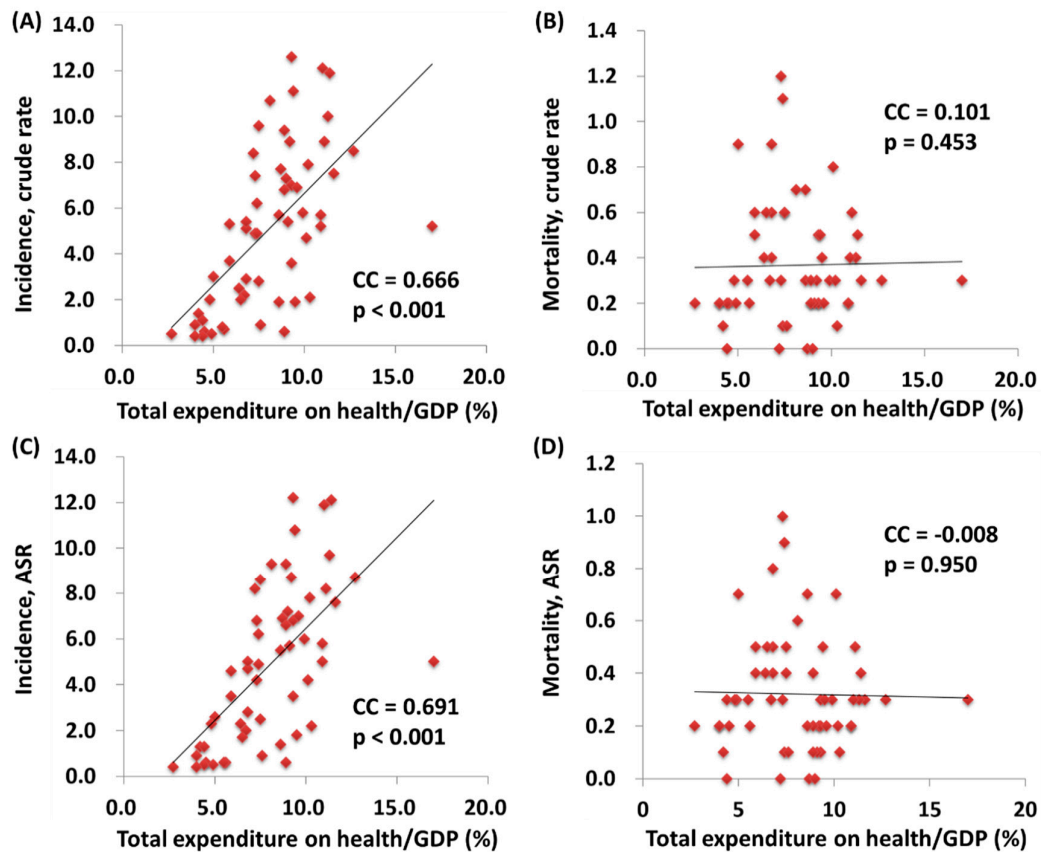 (A)
14.0
12.0
10.0
8.0
6.0
4.0
2.0
0.0
Incidence, crude rate
CC = 0.666
p < 0.001
0.0 5.0 10.0 15.0 20.0
Total expenditure on health/GDP (%)
(B)
1.4
1.2
1.0
0.8
0.6
0.4
0.2
0.0
Mortality, crude rate
CC = 0.101
p = 0.453
0.0 5.0 10.0 15.0 20.0
Total expenditure on health/GDP (%)
(C)
14.0
12.0
10.0
8.0
6.0
4.0
2.0
0.0
Incidence, ASR
CC = 0.691
p < 0.001
0.0 5.0 10.0 15.0 20.0
Total expenditure on health/GDP (%)
(D)
1.2
1.0
0.8
0.6
0.4
0.2
0.0
Mortality, ASR
CC = -0.008
p = 0.950
0 5 10 15 20
Total expenditure on health/GDP (%)